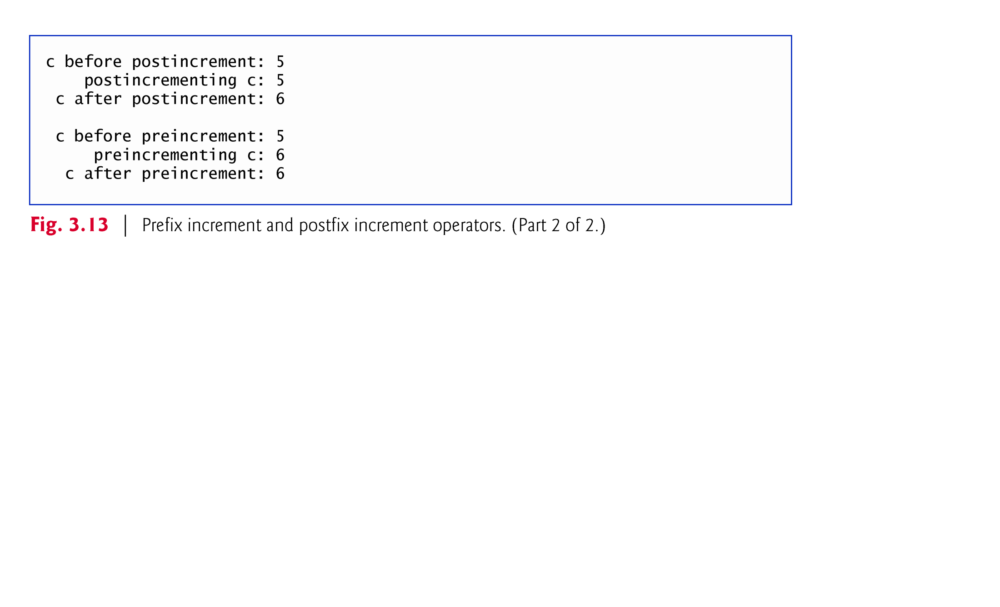 c before postincrement: 5
postincrementing c: 5
c after postincrement: 6
c before preincrement: 5
preincrementing c: 6
c after preincrement: 6
Fig. 3.13 | Prefix increment and postfix increment operators. (Part 2 of 2.)